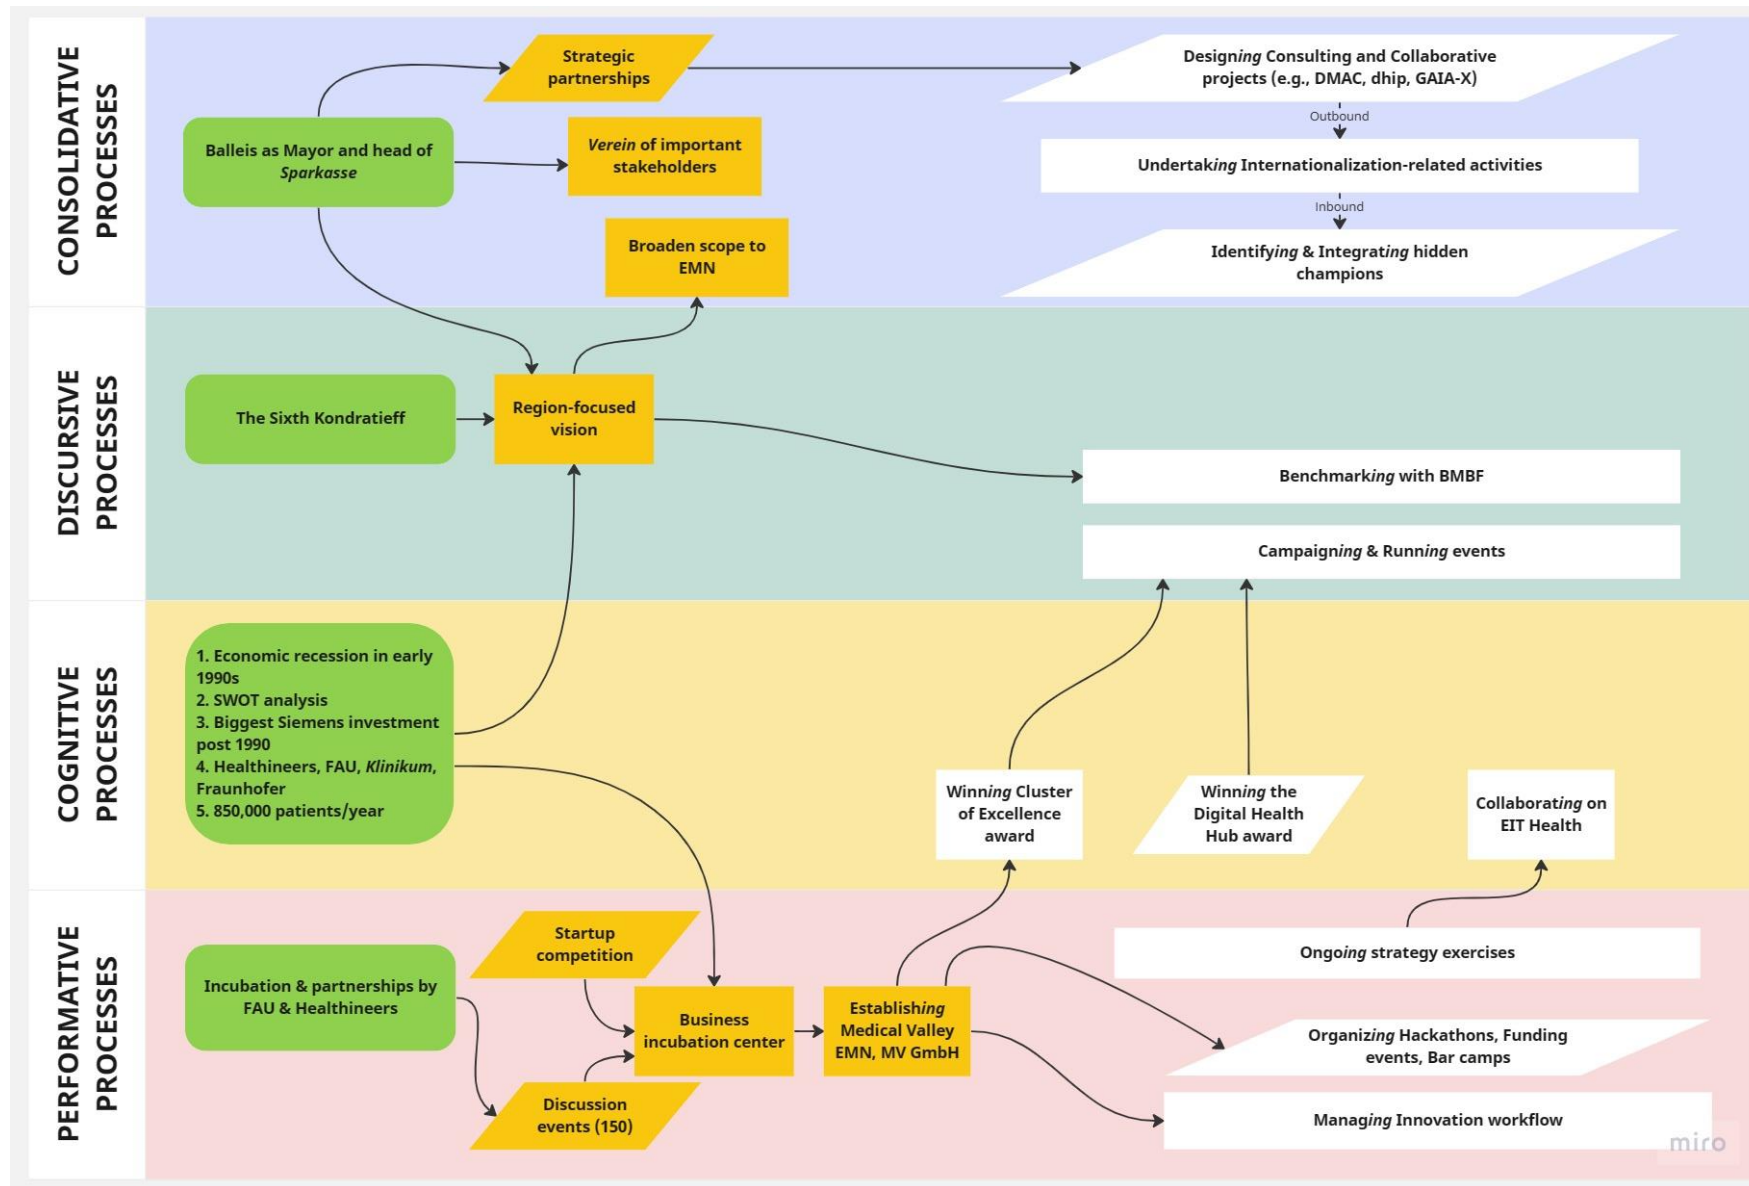 CONSOLIDATIVE
PROCESSES
Strategic
partnerships
Designing Consulting and Collaborative
projects (e.g., DMAC, dhip, GAIA-X)
Outbound
Balleis as Mayor and head of
Sparkasse
Verein of important
stakeholders
Undertaking Internationalization-related activities
Inbound
Broaden scope to
EMN
Identifying & Integrating hidden
champions
DISCURSIVE
PROCESSES
The Sixth Kondratieff
Region-focused
vision
Benchmarking with BMBF
Campaigning & Running events
COGNITIVE
PROCESSES
1. Economic recession in early
1990s
2. SWOT analysis
3. Biggest Siemens investment
post 1990
4. Healthineers, FAU, Klinikum,
Fraunhofer
5. 850,000 patients/year
Winning Cluster
of Excellence
award
Winning the
Digital Health
Hub award
Collaborating on
EIT Health
PERFORMATIVE
PROCESSES
Incubation & partnerships by
FAU & Healthineers
Startup
competition
Business
incubation center
Discussion
events (150)
Establishing
Medical Valley
EMN, MV GmbH
Ongoing strategy exercises
Organizing Hackathons, Funding
events, Bar camps
Managing Innovation workflow
miro